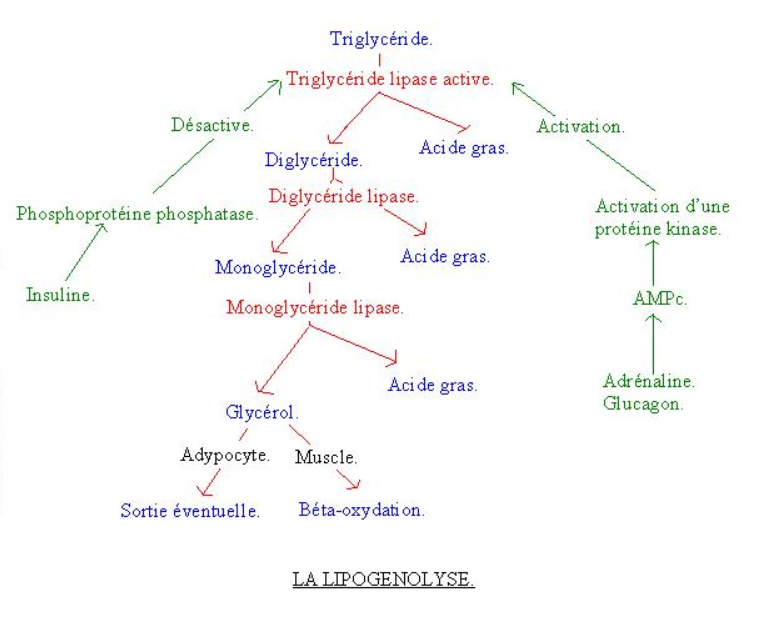 Triglycéride.
Triglycéride lipase active.
Désactive.
Activation.
Acide gras.
Diglycéride.
Diglycéride lipase.
Phosphoprotéine phosphatase.
Activation d'une
protéine kinase.
Acide gras.
Monoglycéride.
Insuline.
AMPc.
Monoglycéride lipase.
Acide gras.
Adrénaline.
Glucagon.
Glycérol.
Adypocyte.
Muscle.
Sortie éventuelle.
Béta-oxydation.
LA LIPOGENOLYSE.